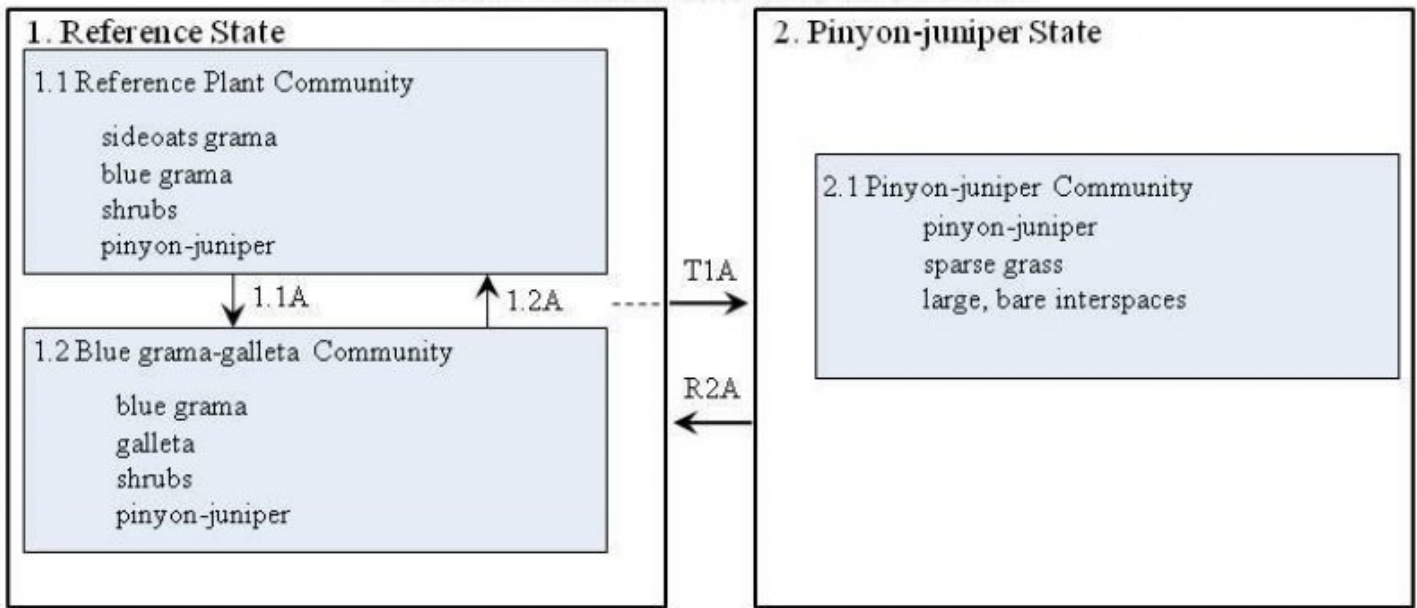 1. Reference State
1.1 Reference Plant Community
sideoats grama
blue grama
shrubs
pinyon-juniper
1.1A
1.2A
1.2 Blue grama-galleta Community
blue grama
galleta
shrubs
pinyon-juniper
T1A
R2A
2. Pinyon-juniper State
2.1 Pinyon-juniper Community
pinyon-juniper
sparse grass
large, bare interspaces